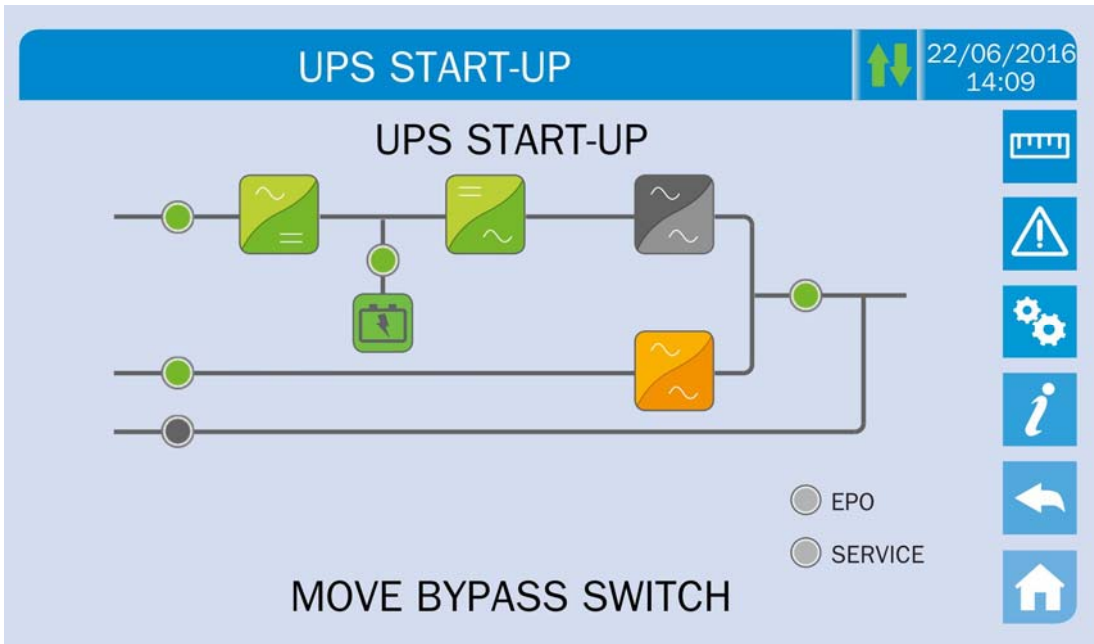 UPS START-UP
22/06/2016
14:09
UPS START-UP
EPO
SERVICE
MOVE BYPASS SWITCH